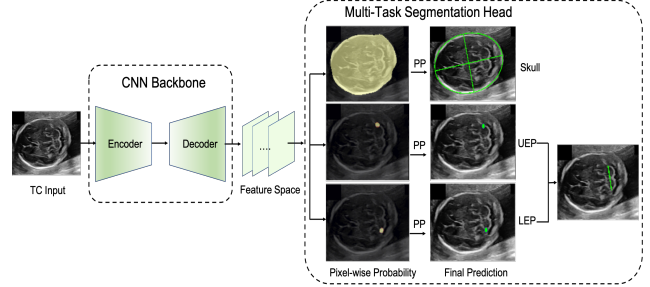 Multi-Task Segmentation Head
CNN Backbone
PP
Skull
Encoder
Decoder
....
PP
UEP
TC Input
Feature Space
PP
LEP
Pixel-wise Probability
Final Prediction